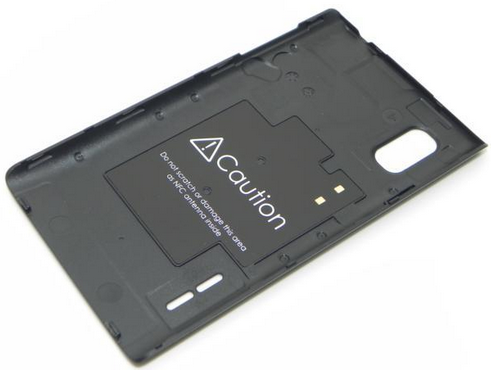 ⚠Caution
Do not scratch or damage this area
as NFC antenna inside